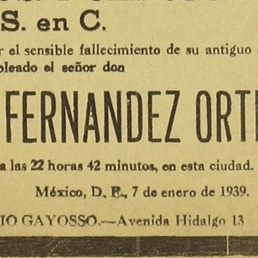 S. en C.
r el sensible fallecimiento de su antiguo
pleado el señor don
FERNANDEZ ORTI
a las 22 horas 42 minutos, en esta ciudad.
México, D. F., 7 de enero de 1939.
IO GAYOSSO.—Avenida Hidalgo 13